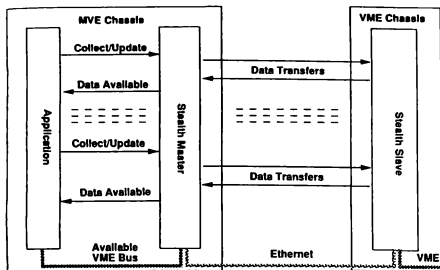 MVE Chassis
VME Chassis
Collect/Update
Data Available
Data Transfers
Application
Stealth Master
Stealth Slave
Collect/Update
Data Available
Data Transfers
Available
VME Bus
Ethernet
VME